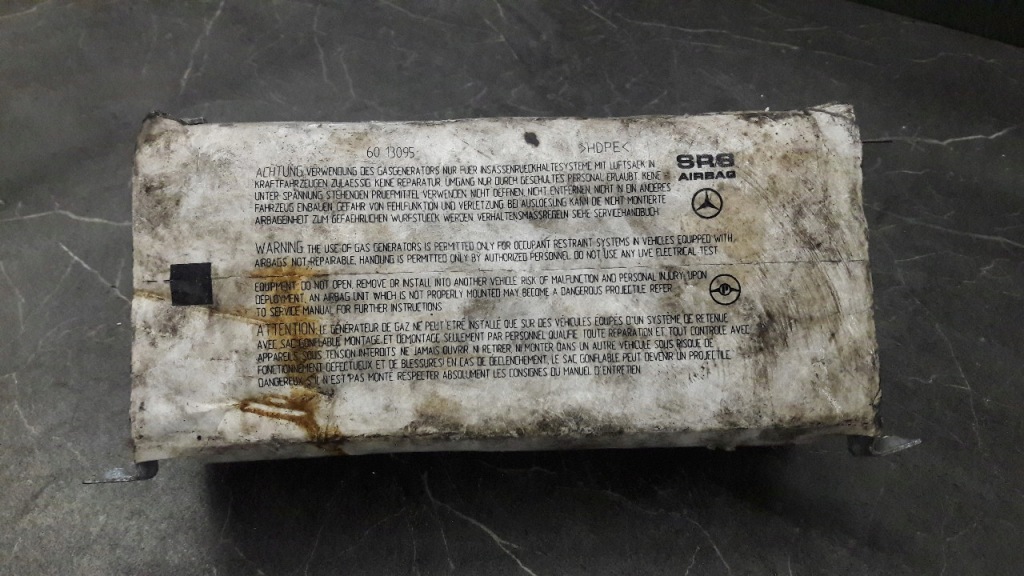 60 13095 >HDPE<
SRS
AIRBAG
ACHTUNG VERWENDUNG DES GASGENERATORS NUR FUER INSASSENRUECKHALTESYSTEME MIT LUFTSACK IN
KRAFTFAHRZEUGEN ZULAESSIG. KEINE REPARATUR. UMGANG NUR DURCH GESCHULTES PERSONAL ERLAUBT. KEINE
UNTER SPANNUNG STEHENDEN PRUEFMITTEL VERWENDEN. NICHT OEFFNEN, NICHT ENTFERNEN. NICHT IN EIN ANDERES
FAHRZEUG EINBAUEN. GEFAHR VON FEHLFUNKTION UND VERLETZUNG. BEI AUSLOESUNG KANN DIE NICHT MONTIERTE
AIRBAGEINHEIT ZUM GEFAHRLICHEN WURFSTUECK WERDEN. VERHALTENSMASSREGELN SIEHE SERVICEHANDBUCH
WARNING THE USE OF GAS GENERATORS IS PERMITTED ONLY FOR OCCUPANT RESTRAINT SYSTEMS IN VEHICLES EQUIPPED WITH
AIRBAGS. NOT REPARABLE, HANDLING IS PERMITTED ONLY BY AUTHORIZED PERSONNEL. DO NOT USE ANY LIVE ELECTRICAL TEST
EQUIPMENT. DO NOT OPEN, REMOVE OR INSTALL INTO ANOTHER VEHICLE. RISK OF MALFUNCTION AND PERSONAL INJURY. UPON
DEPLOYMENT, AN AIRBAG UNIT WHICH IS NOT PROPERLY MOUNTED MAY BECOME A DANGEROUS PROJECTILE. REFER
TO SERVICE MANUAL FOR FURTHER INSTRUCTIONS.
ATTENTION: LE GÉNÉRATEUR DE GAZ NE PEUT ETRE INSTALLÉ QUE SUR DES VEHICULES EQUIPES D'UN SYSTÈME DE RETENUE
AVEC SAC GONFLABLE. MONTAGE ET DEMONTAGE SEULEMENT PAR PERSONNEL QUALIFIE. TOUTE REPARATION ET TOUT CONTROLE AVEC
APPAREILS SOUS TENSION INTERDITS. NE JAMAIS OUVRIR NI RETIRER, NI MONTER DANS UN AUTRE VÉHICULE SOUS RISQUE DE
FONCTIONNEMENT DEFECTUEUX ET DE BLESSURES! EN CAS DE DECLENCHEMENT, LE SAC GONFLABLE PEUT DEVENIR UN PROJECTILE
DANGEREUX S'IL N'EST PAS MONTE. RESPECTER ABSOLUMENT LES CONSIGNES DU MANUEL D'ENTRETIEN.